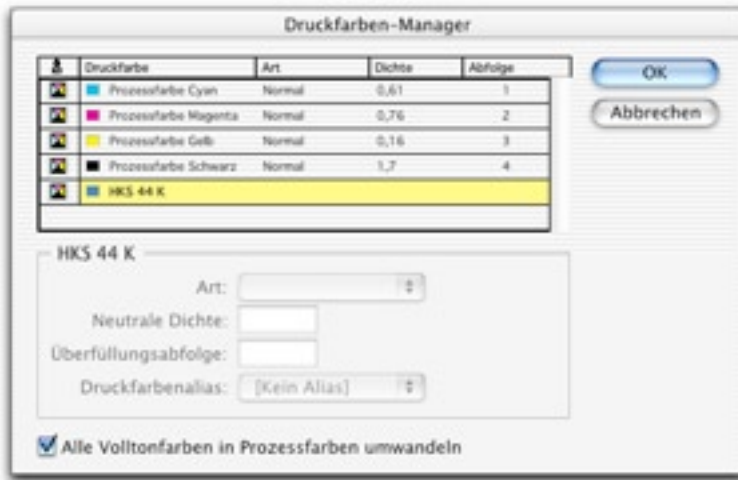 Druckfarben-Manager
Druckfarbe Art Dichte Abfolge
Prozessfarbe Cyan Normal 0,61 1
Prozessfarbe Magenta Normal 0,76 2
Prozessfarbe Gelb Normal 0,16 3
Prozessfarbe Schwarz Normal 1,7 4
HKS 44 K
OK
Abbrechen
HKS 44 K
Art:
Neutrale Dichte:
Überfüllungsabfolge:
Druckfarbenalias: [Kein Alias]
Alle Volltonfarben in Prozessfarben umwandeln